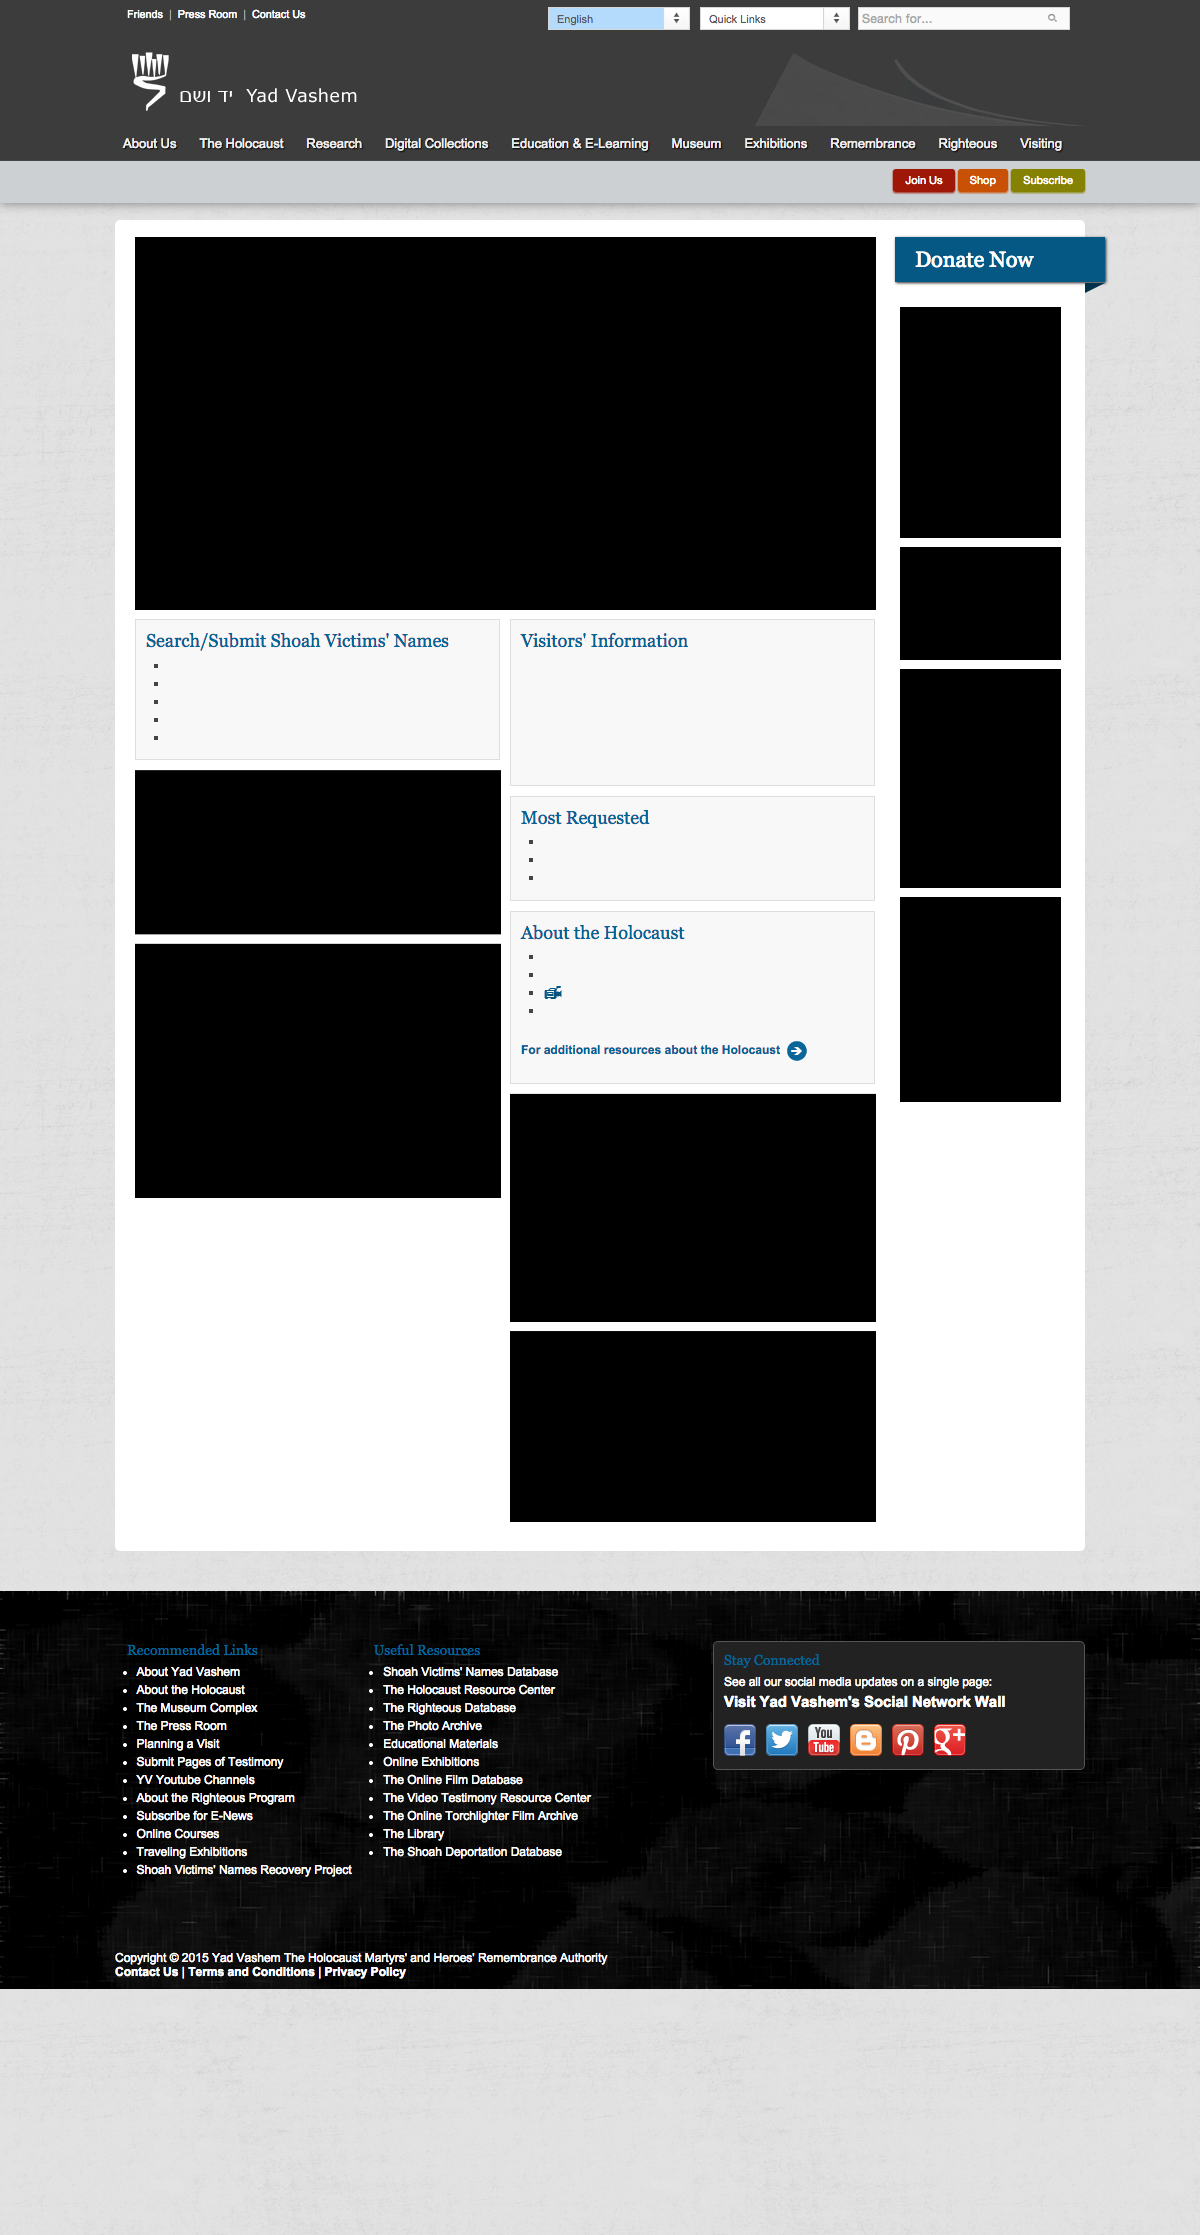 Friends | Press Room | Contact Us
English
Quick Links
Search for...
יד ושם Yad Vashem
About Us The Holocaust Research Digital Collections Education & E-Learning Museum Exhibitions Remembrance Righteous Visiting
Join Us Shop Subscribe
Donate Now
Search/Submit Shoah Victims' Names
Visitors' Information
Most Requested
About the Holocaust
For additional resources about the Holocaust
Recommended Links
About Yad Vashem
About the Holocaust
The Museum Complex
The Press Room
Planning a Visit
Submit Pages of Testimony
YV Youtube Channels
About the Righteous Program
Subscribe for E-News
Online Courses
Traveling Exhibitions
Shoah Victims' Names Recovery Project
Useful Resources
Shoah Victims' Names Database
The Holocaust Resource Center
The Righteous Database
The Photo Archive
Educational Materials
Online Exhibitions
The Online Film Database
The Video Testimony Resource Center
The Online Torchlighter Film Archive
The Library
The Shoah Deportation Database
Stay Connected
See all our social media updates on a single page:
Visit Yad Vashem's Social Network Wall
You
Tube
Copyright © 2015 Yad Vashem The Holocaust Martyrs' and Heroes' Remembrance Authority
Contact Us | Terms and Conditions | Privacy Policy